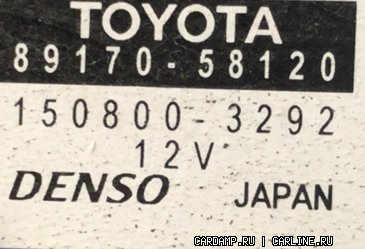 TOYOTA
89170-58120
150800-3292
12V
DENSO JAPAN
CARDAMP.RU | CARLINE.RU